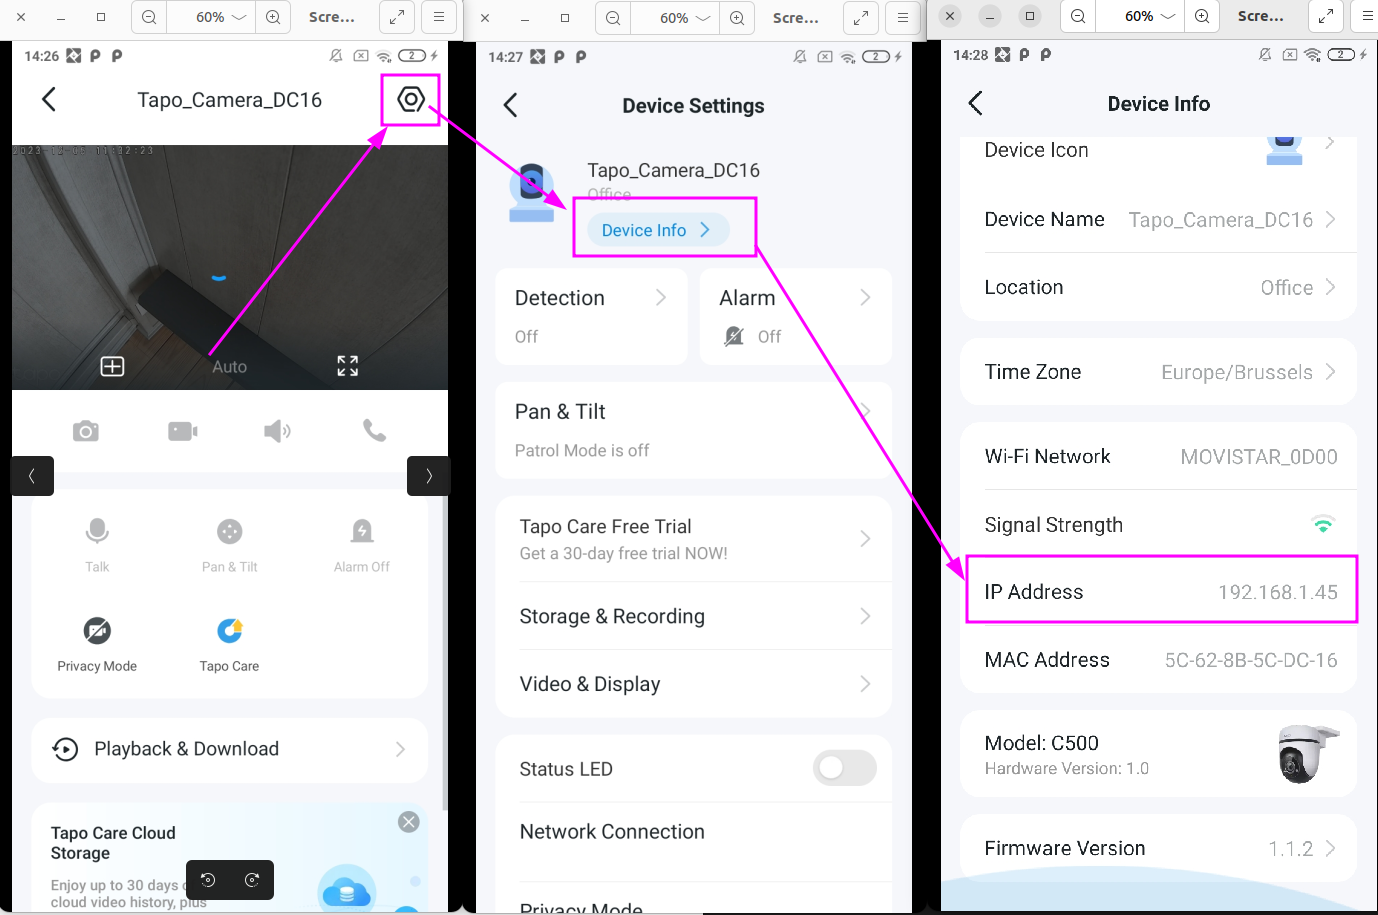 60%
Scre...
14:26
P P
2
Tapo_Camera_DC16
2023-12-06 11:32:23
Auto
Talk
Pan & Tilt
Alarm Off
Privacy Mode
Tapo Care
Playback & Download
Tapo Care Cloud
Storage
Enjoy up to 30 days
cloud video history, plus
60%
Scre...
14:27
P P
2
Device Settings
Tapo_Camera_DC16
Office
Device Info
Detection
Off
Alarm
Off
Pan & Tilt
Patrol Mode is off
Tapo Care Free Trial
Get a 30-day free trial NOW!
Storage & Recording
Video & Display
Status LED
Network Connection
Privacy Mode
60%
Scre...
14:28
P P
2
Device Info
Device Icon
Device Name Tapo_Camera_DC16
Location Office
Time Zone Europe/Brussels
Wi-Fi Network MOVISTAR_0D00
Signal Strength
IP Address 192.168.1.45
MAC Address 5C-62-8B-5C-DC-16
Model: C500
Hardware Version: 1.0
Firmware Version 1.1.2